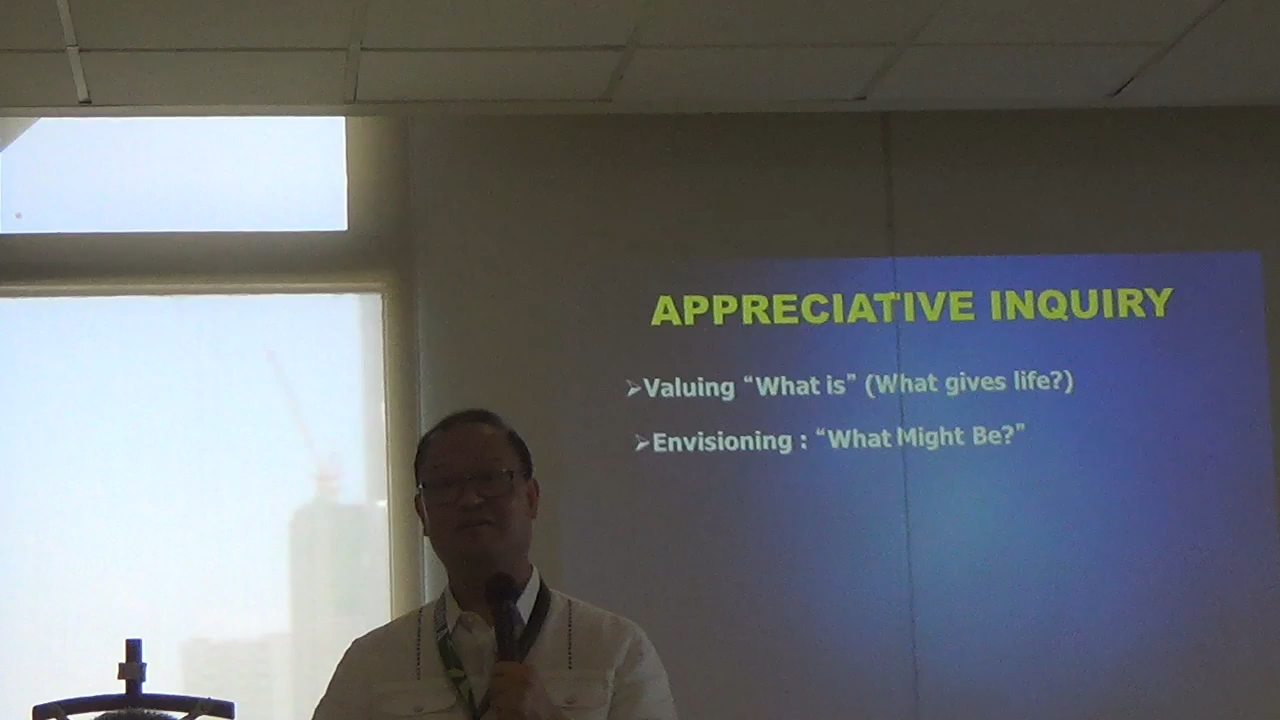 APPRECIATIVE INQUIRY
➢Valuing “What is” (What gives life?)
➢Envisioning : “What Might Be?”